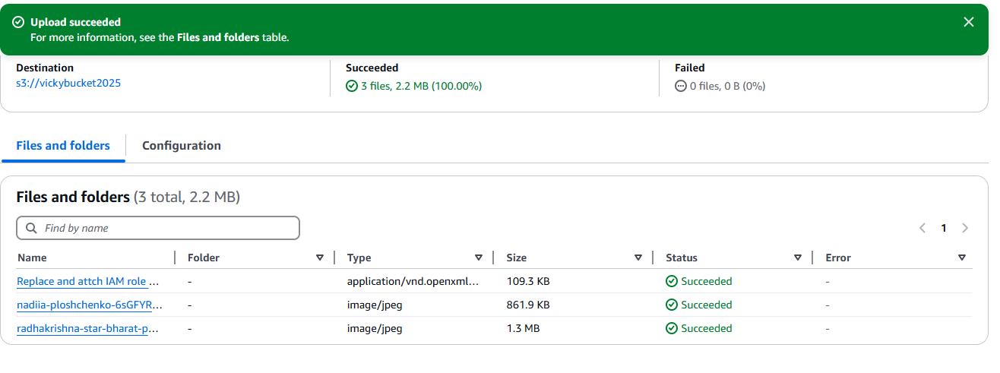 Upload succeeded
For more information, see the Files and folders table.
Destination
s3://vickybucket2025
Succeeded
3 files, 2.2 MB (100.00%)
Failed
0 files, 0 B (0%)
Files and folders
Configuration
Files and folders (3 total, 2.2 MB)
Find by name
1
Name Folder Type Size Status Error
Replace and attch IAM role ... - application/vnd.openxml... 109.3 KB Succeeded -
nadiia-ploshchenko-6sGFYR... - image/jpeg 861.9 KB Succeeded -
radhakrishna-star-bharat-p... - image/jpeg 1.3 MB Succeeded -